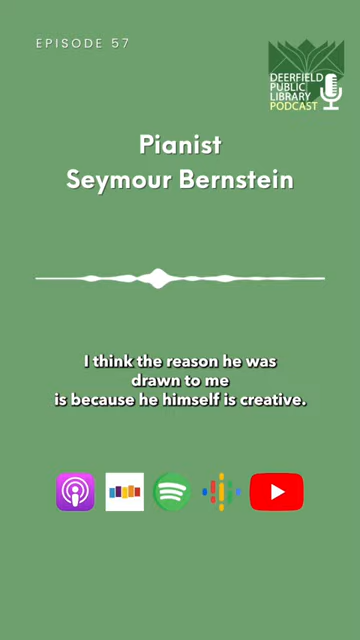 EPISODE 57
DEERFIELD
PUBLIC
LIBRARY
PODCAST
Pianist
Seymour Bernstein
I think the reason he was
drawn to me
is because he himself is creative.